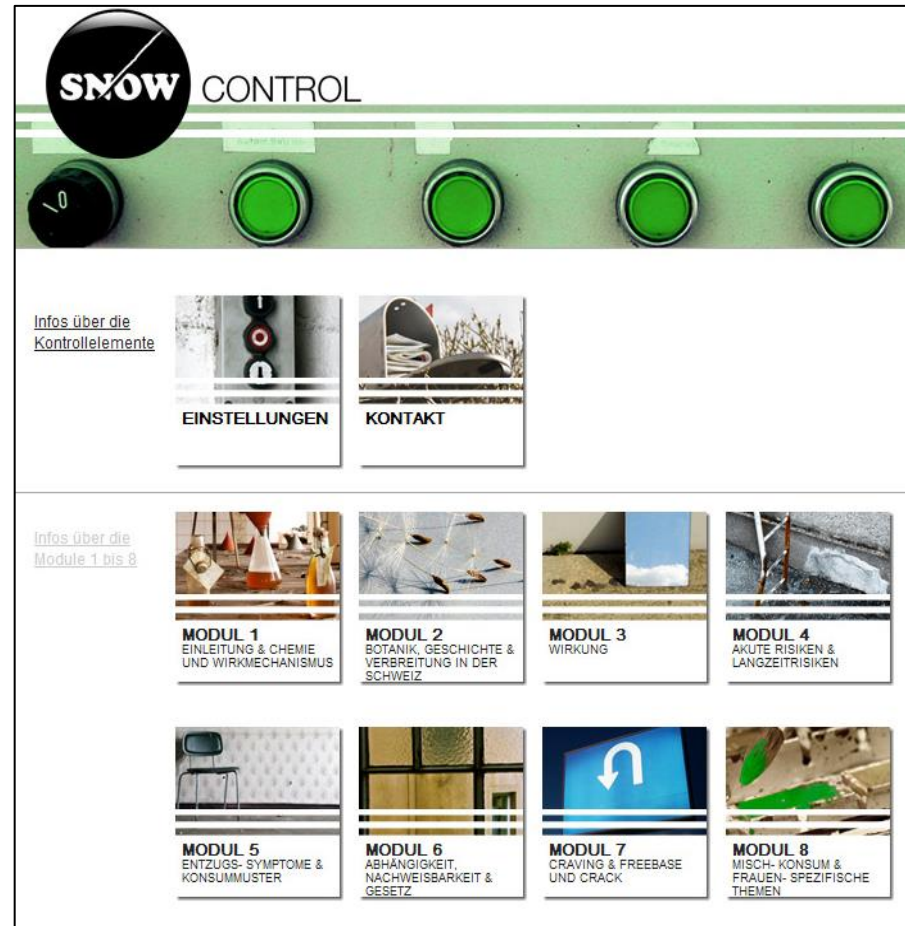 SNOW CONTROL
Infos über die
Kontrollelemente
EINSTELLUNGEN
KONTAKT
Infos über die
Module 1 bis 8
MODUL 1
EINLEITUNG & CHEMIE
UND WIRKMECHANISMUS
MODUL 2
BOTANIK, GESCHICHTE &
VERBREITUNG IN DER
SCHWEIZ
MODUL 3
WIRKUNG
MODUL 4
AKUTE RISIKEN &
LANGZEITRISIKEN
MODUL 5
ENTZUGS- SYMPTOME &
KONSUMMUSTER
MODUL 6
ABHÄNGIGKEIT,
NACHWEISBARKEIT &
GESETZ
MODUL 7
CRAVING & FREEBASE
UND CRACK
MODUL 8
MISCH- KONSUM &
FRAUEN- SPEZIFISCHE
THEMEN